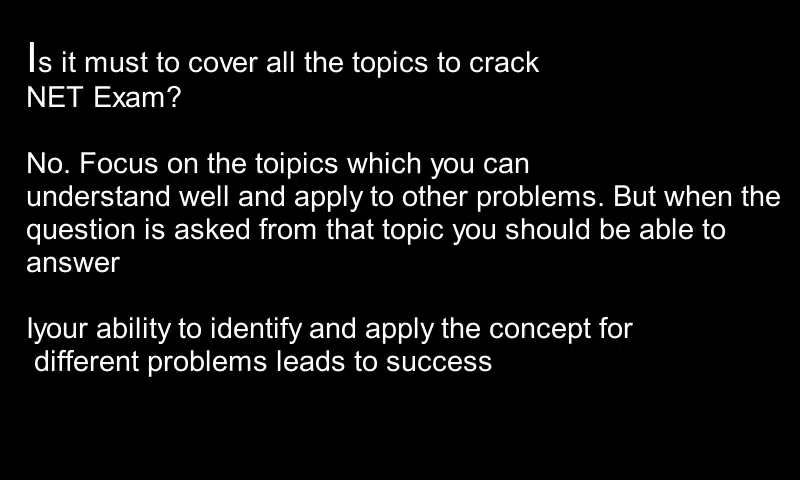 Is it must to cover all the topics to crack
NET Exam?
No. Focus on the toipics which you can
understand well and apply to other problems. But when the
question is asked from that topic you should be able to
answer
Iyour ability to identify and apply the concept for
different problems leads to success